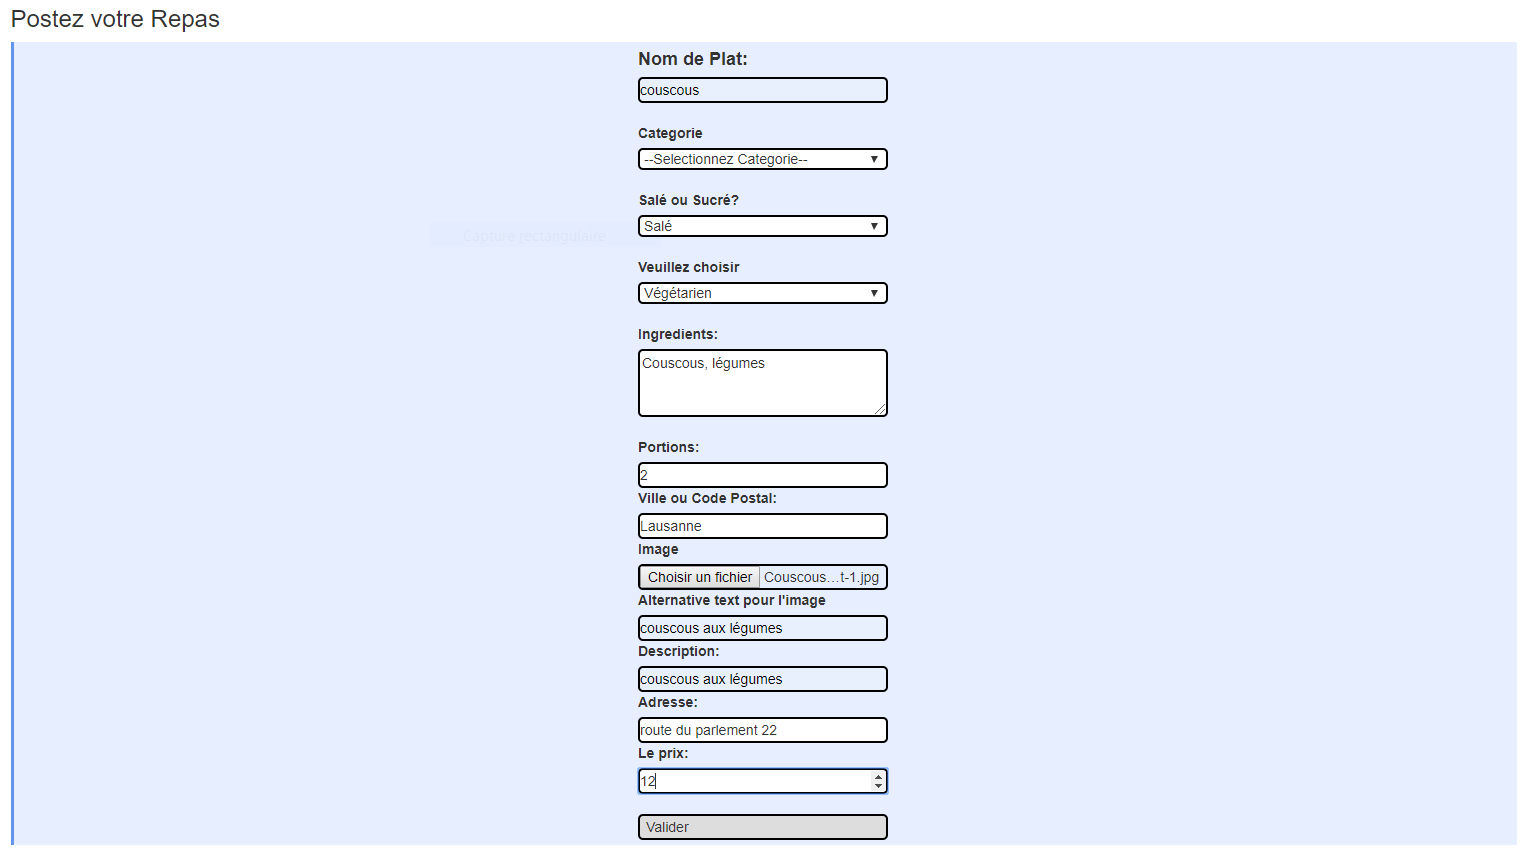 Postez votre Repas
Nom de Plat:
couscous
Categorie
--Selectionnez Categorie--
Salé ou Sucré?
Salé
Capture rectangulaire
Veuillez choisir
Végétarien
Ingredients:
Couscous, légumes
Portions:
2
Ville ou Code Postal:
Lausanne
Image
Choisir un fichier Couscous...t-1.jpg
Alternative text pour l'image
couscous aux légumes
Description:
couscous aux légumes
Adresse:
route du parlement 22
Le prix:
12
Valider